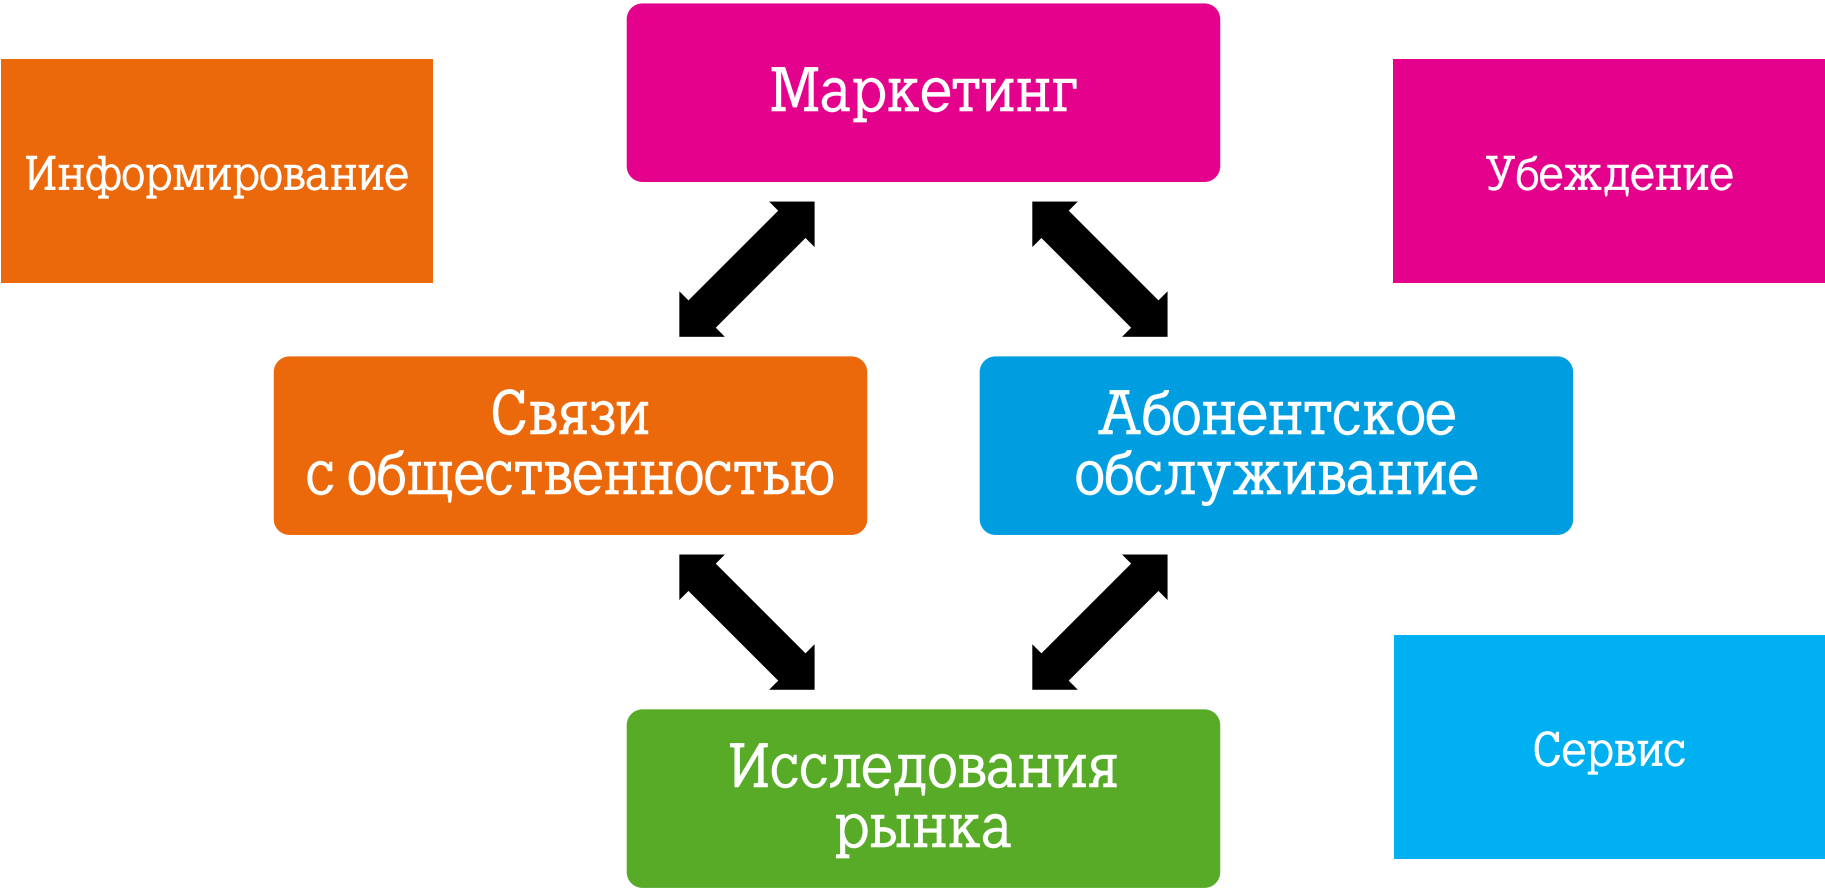 Маркетинг
Информирование
Убеждение
Связи
с общественностью
Абонентское
обслуживание
Исследования
рынка
Сервис